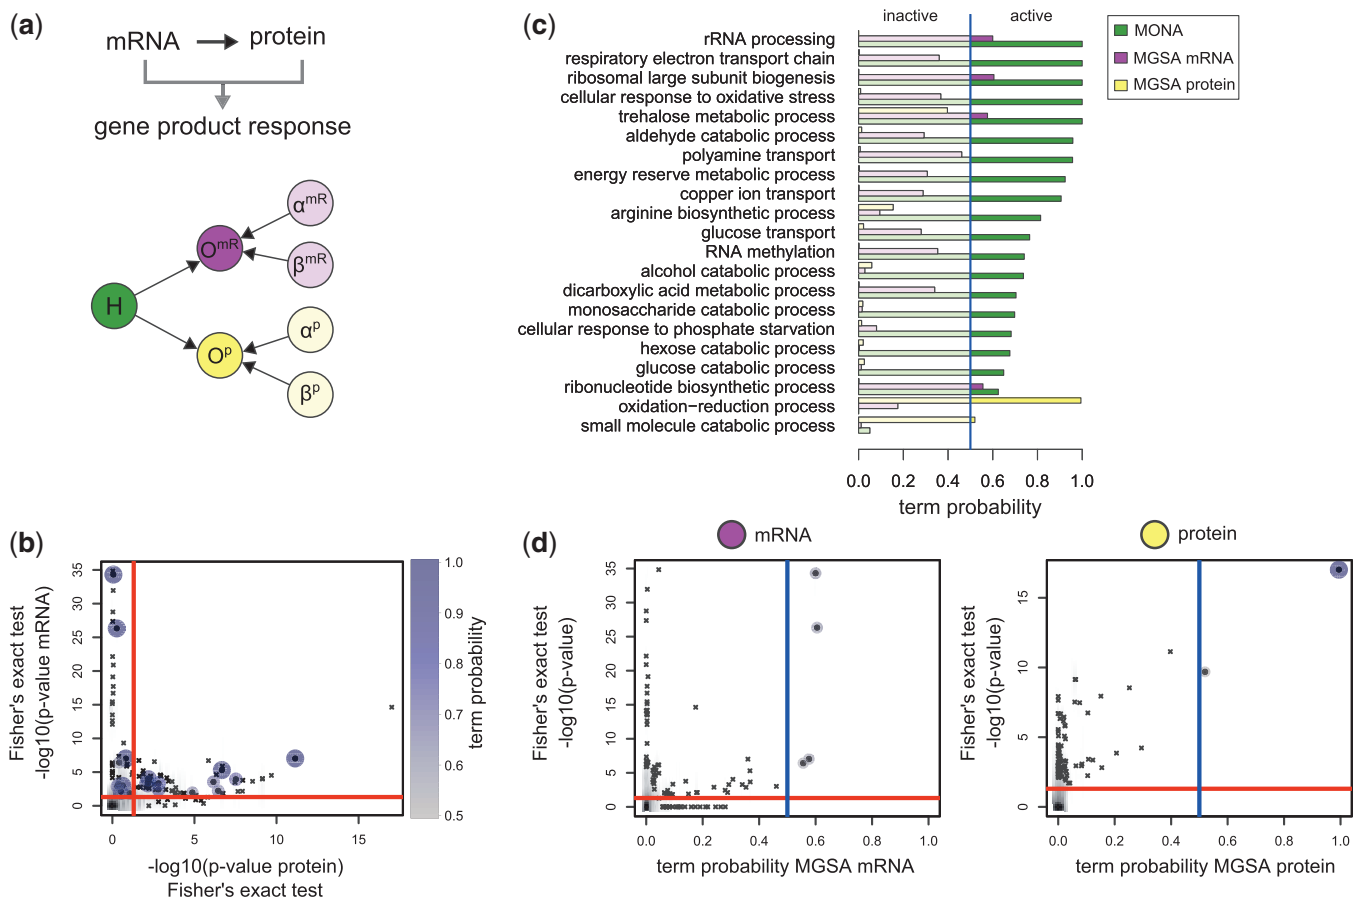 (a)
mRNA → protein
gene product response
α^mR
O^mR
β^mR
H
α^p
O^p
β^p
(c)
inactive active
MONA
MGSA mRNA
MGSA protein
rRNA processing
respiratory electron transport chain
ribosomal large subunit biogenesis
cellular response to oxidative stress
trehalose metabolic process
aldehyde catabolic process
polyamine transport
energy reserve metabolic process
copper ion transport
arginine biosynthetic process
glucose transport
RNA methylation
alcohol catabolic process
dicarboxylic acid metabolic process
monosaccharide catabolic process
cellular response to phosphate starvation
hexose catabolic process
glucose catabolic process
ribonucleotide biosynthetic process
oxidation−reduction process
small molecule catabolic process
0.0 0.2 0.4 0.6 0.8 1.0
term probability
(b)
Fisher's exact test
-log10(p-value mRNA)
35
30
25
20
15
10
5
0
0 5 10 15
-log10(p-value protein)
Fisher's exact test
1.0
0.9
0.8
0.7
0.6
0.5
term probability
(d)
mRNA
Fisher's exact test
-log10(p-value)
35
30
25
20
15
10
5
0
0.0 0.2 0.4 0.6 0.8 1.0
term probability MGSA mRNA
protein
Fisher's exact test
-log10(p-value)
15
10
5
0
0.0 0.2 0.4 0.6 0.8 1.0
term probability MGSA protein